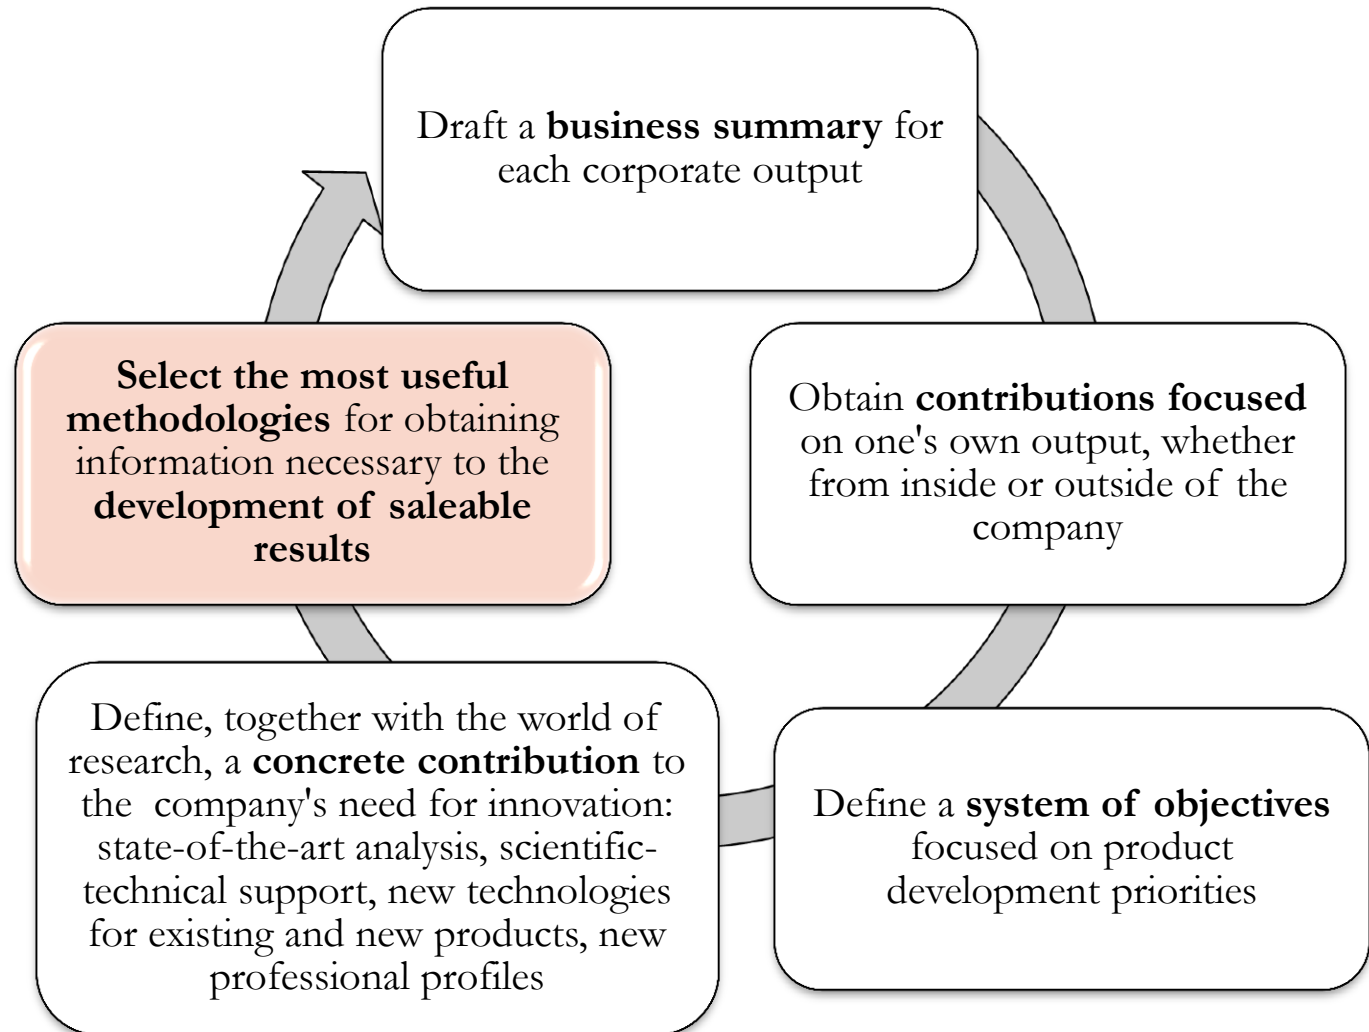 Draft a business summary for
each corporate output
Obtain contributions focused
on one's own output, whether
from inside or outside of the
company
Define a system of objectives
focused on product
development priorities
Define, together with the world of
research, a concrete contribution to
the company's need for innovation:
state-of-the-art analysis, scientific-
technical support, new technologies
for existing and new products, new
professional profiles
Select the most useful
methodologies for obtaining
information necessary to the
development of saleable
results